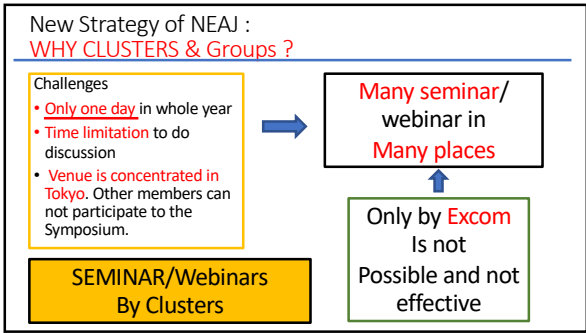 New Strategy of NEAJ :
WHY CLUSTERS & Groups ?
Challenges
• Only one day in whole year
• Time limitation to do
discussion
• Venue is concentrated in
Tokyo. Other members can
not participate to the
Symposium.
Many seminar/
webinar in
Many places
SEMINAR/Webinars
By Clusters
Only by Excom
Is not
Possible and not
effective